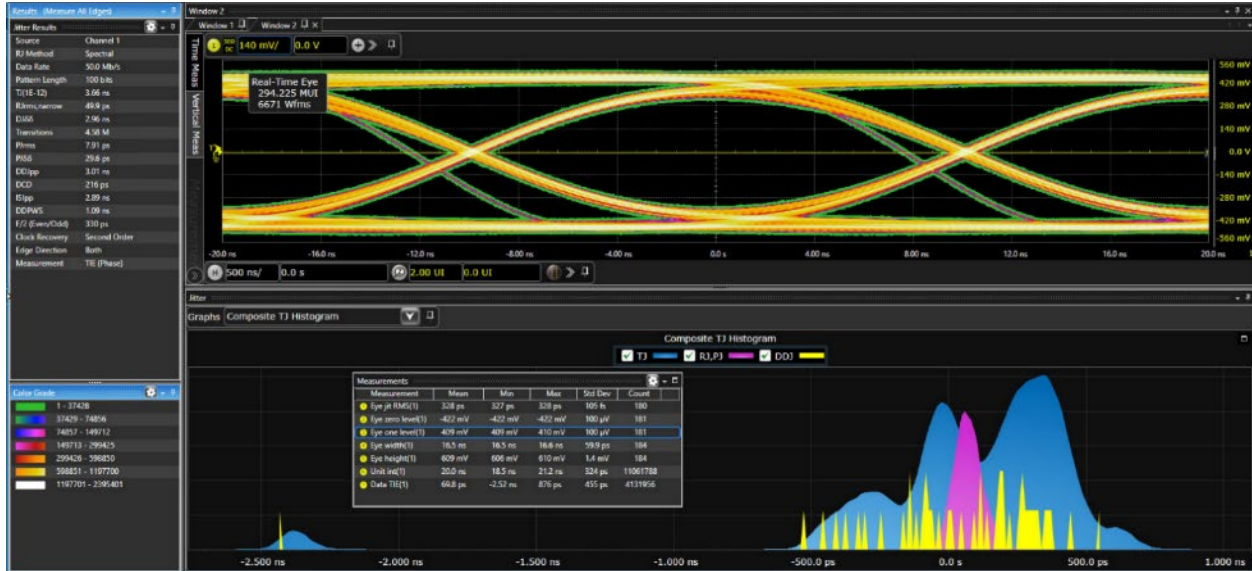 Results (Measure All Edges)
Jitter Results
Source Channel 1
RJ Method Spectral
Data Rate 50.0 Mb/s
Pattern Length 100 bits
TJ(1E-12) 3.66 ns
RJrms,narrow 49.9 ps
DJδδ 2.96 ns
Transitions 4.58 M
PJrms 7.91 ps
PJδδ 29.6 ps
DDJpp 3.01 ns
DCD 216 ps
ISIpp 2.89 ns
DDPWS 1.09 ns
F/2 (Even/Odd) 330 ps
Clock Recovery Second Order
Edge Direction Both
Measurement TIE (Phase)
Color Grade
1 - 37428
37429 - 74856
74857 - 149712
149713 - 299425
299426 - 598850
598851 - 1197700
1197701 - 2395401
Window 2
Window 1 Window 2
Time Meas
Vertical Meas
140 mV/ 0.0 V
Real-Time Eye
294.225 MUI
6671 Wfms
560 mV
420 mV
280 mV
140 mV
0.0 V
-140 mV
-280 mV
-420 mV
-560 mV
-20.0 ns -16.0 ns -12.0 ns -8.00 ns -4.00 ns 0.0 s 4.00 ns 8.00 ns 12.0 ns 16.0 ns 20.0 ns
H 500 ns/ 0.0 s 2.00 UI 0.0 UI
Jitter
Graphs Composite TJ Histogram
Composite TJ Histogram
TJ RJ,PJ DDJ
Measurements
Measurement Mean Min Max Std Dev Count
Eye jit RMS(1) 328 ps 327 ps 328 ps 105 fs 180
Eye zero level(1) -422 mV -422 mV -422 mV 100 µV 181
Eye one level(1) 409 mV 409 mV 410 mV 100 µV 181
Eye width(1) 16.5 ns 16.5 ns 16.6 ns 59.9 ps 184
Eye height(1) 609 mV 606 mV 610 mV 1.4 mV 184
Unit int(1) 20.0 ns 18.5 ns 21.2 ns 324 ps 11061788
Data TIE(1) 69.8 ps -2.52 ns 876 ps 455 ps 4131956
-2.500 ns -2.000 ns -1.500 ns -1.000 ns -500.0 ps 0.0 s 500.0 ps 1.000 ns